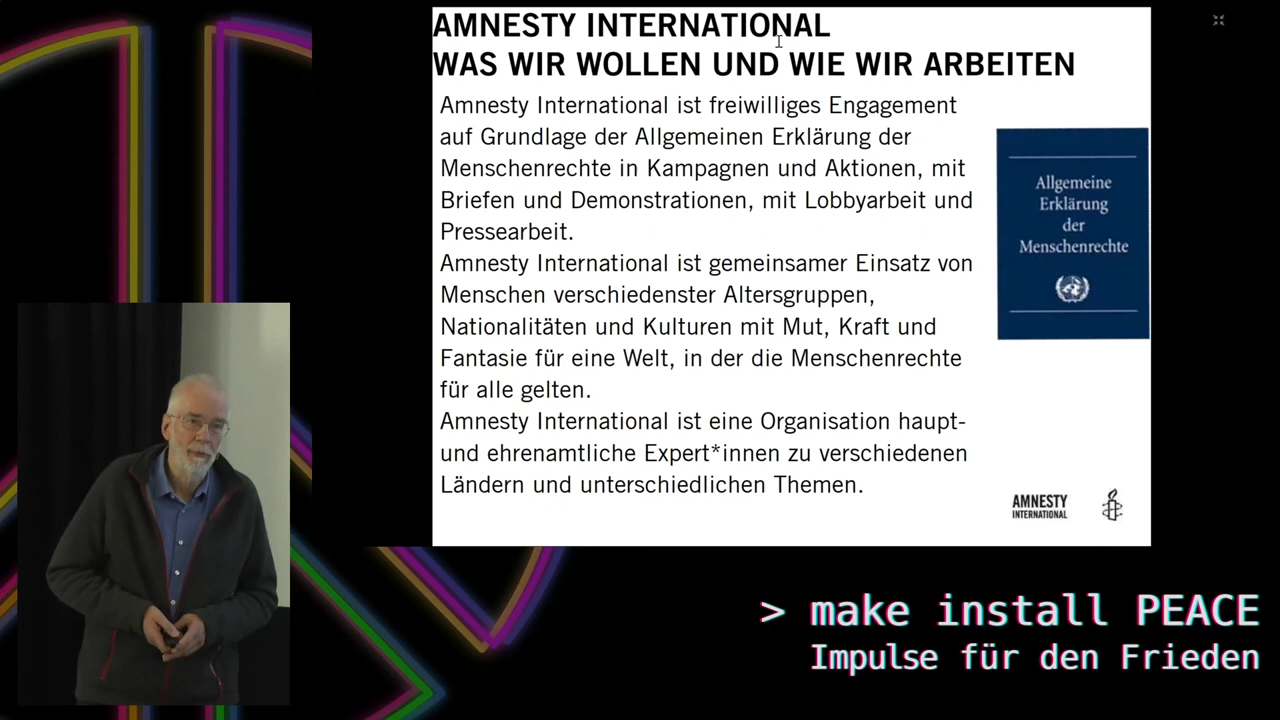 AMNESTY INTERNATIONAL
WAS WIR WOLLEN UND WIE WIR ARBEITEN
Amnesty International ist freiwilliges Engagement
auf Grundlage der Allgemeinen Erklärung der
Menschenrechte in Kampagnen und Aktionen, mit
Briefen und Demonstrationen, mit Lobbyarbeit und
Pressearbeit.
Amnesty International ist gemeinsamer Einsatz von
Menschen verschiedenster Altersgruppen,
Nationalitäten und Kulturen mit Mut, Kraft und
Fantasie für eine Welt, in der die Menschenrechte
für alle gelten.
Amnesty International ist eine Organisation haupt-
und ehrenamtliche Expert*innen zu verschiedenen
Ländern und unterschiedlichen Themen.
Allgemeine
Erklärung
der
Menschenrechte
AMNESTY
INTERNATIONAL
> make install PEACE
Impulse für den Frieden